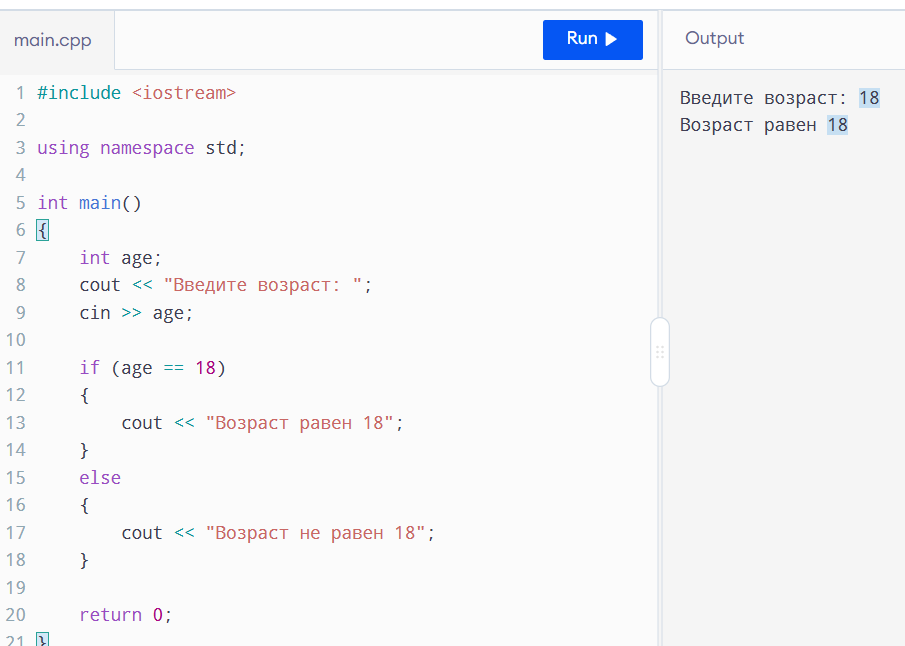 main.cpp
Run
Output
1 #include <iostream>
2
3 using namespace std;
4
5 int main()
6 {
7     int age;
8     cout << "Введите возраст: ";
9     cin >> age;
10
11     if (age == 18)
12     {
13         cout << "Возраст равен 18";
14     }
15     else
16     {
17         cout << "Возраст не равен 18";
18     }
19
20     return 0;
21 }
Введите возраст: 18
Возраст равен 18